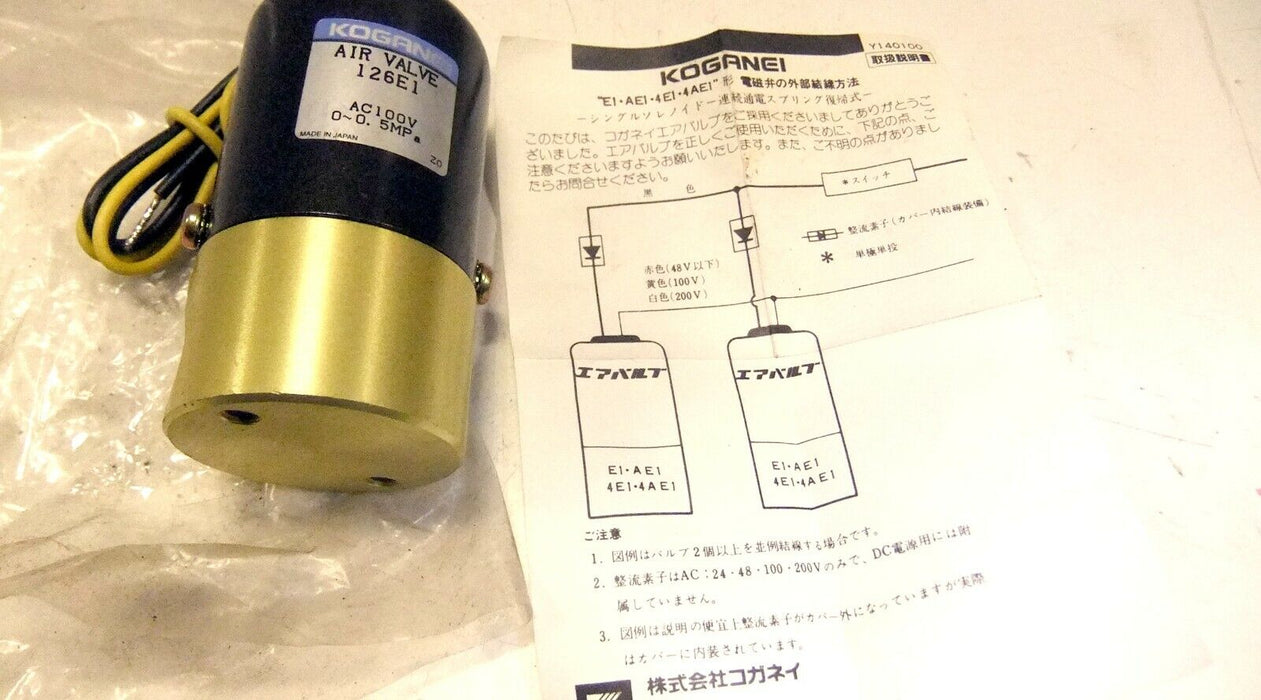 KOGANEI
AIR VALVE
126E1
AC100V
0~0.5MPa
MADE IN JAPAN
ZO
Y140100
取扱説明書
KOGANEI
"E1・AE1・4E1・4AE1"形 電磁弁の外部結線方法
ーシングルソレノイドー連続通電スプリング復帰式ー
このたびは、コガネイエアバルブをご採用くださいましてありがとうご
ざいました。エアバルブを正しくご使用いただくために、下記の点、ご
注意くださいますようお願いいたします。また、ご不明の点がありまし
たらお問合せください。
黒 色
*スイッチ
整流素子(カバー内結線装備)
* 単極単投
赤色(48V以下)
黄色(100V)
白色(200V)
エアバルブ
E1・AE1
4E1・4AE1
エアバルブ
E1・AE1
4E1・4AE1
ご注意
1. 図例はバルブ2個以上を並例結線する場合です。
2. 整流素子はAC:24・48・100・200Vのみで、DC電源用には附
属していません。
3. 図例は説明の便宜上整流素子がカバー外になっていますが実際
はカバーに内装されています。
株式会社コガネイ